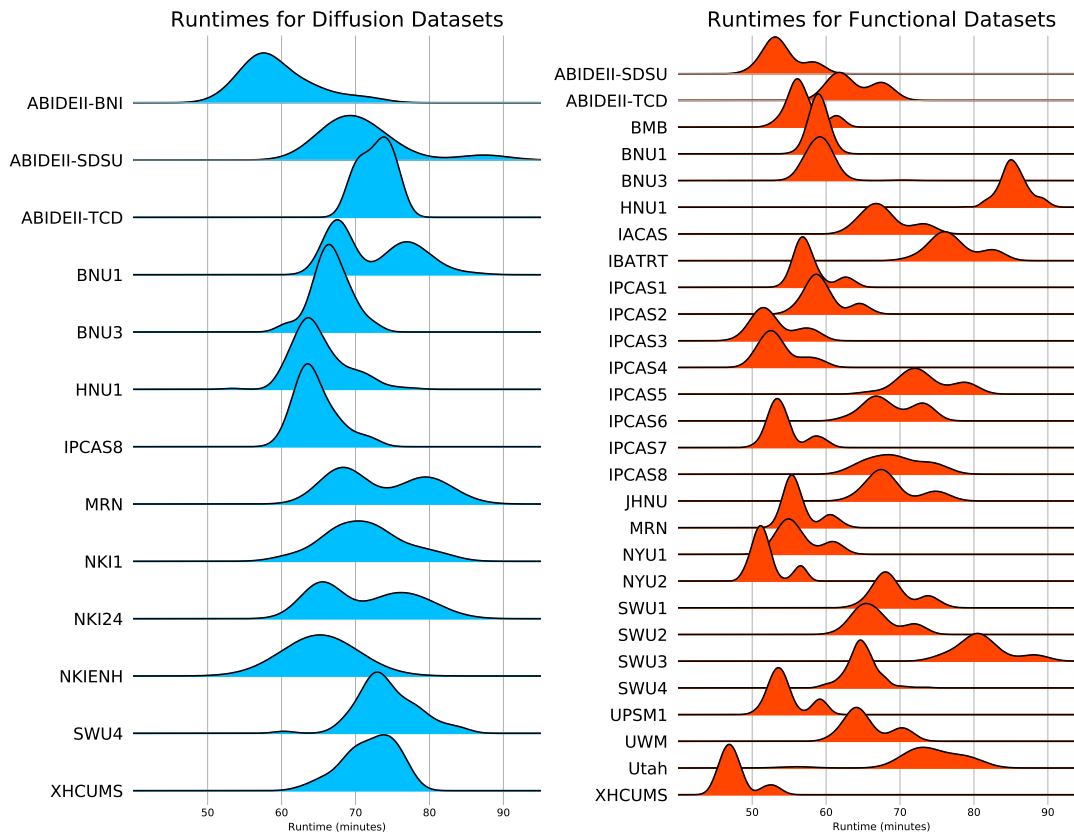 Runtimes for Diffusion Datasets
ABIDEII-BNI
ABIDEII-SDSU
ABIDEII-TCD
BNU1
BNU3
HNU1
IPCAS8
MRN
NKI1
NKI24
NKIENH
SWU4
XHCUMS
50 60 70 80 90
Runtime (minutes)
Runtimes for Functional Datasets
ABIDEII-SDSU
ABIDEII-TCD
BMB
BNU1
BNU3
HNU1
IACAS
IBATRT
IPCAS1
IPCAS2
IPCAS3
IPCAS4
IPCAS5
IPCAS6
IPCAS7
IPCAS8
JHNU
MRN
NYU1
NYU2
SWU1
SWU2
SWU3
SWU4
UPSM1
UWM
Utah
XHCUMS
50 60 70 80 90
Runtime (minutes)